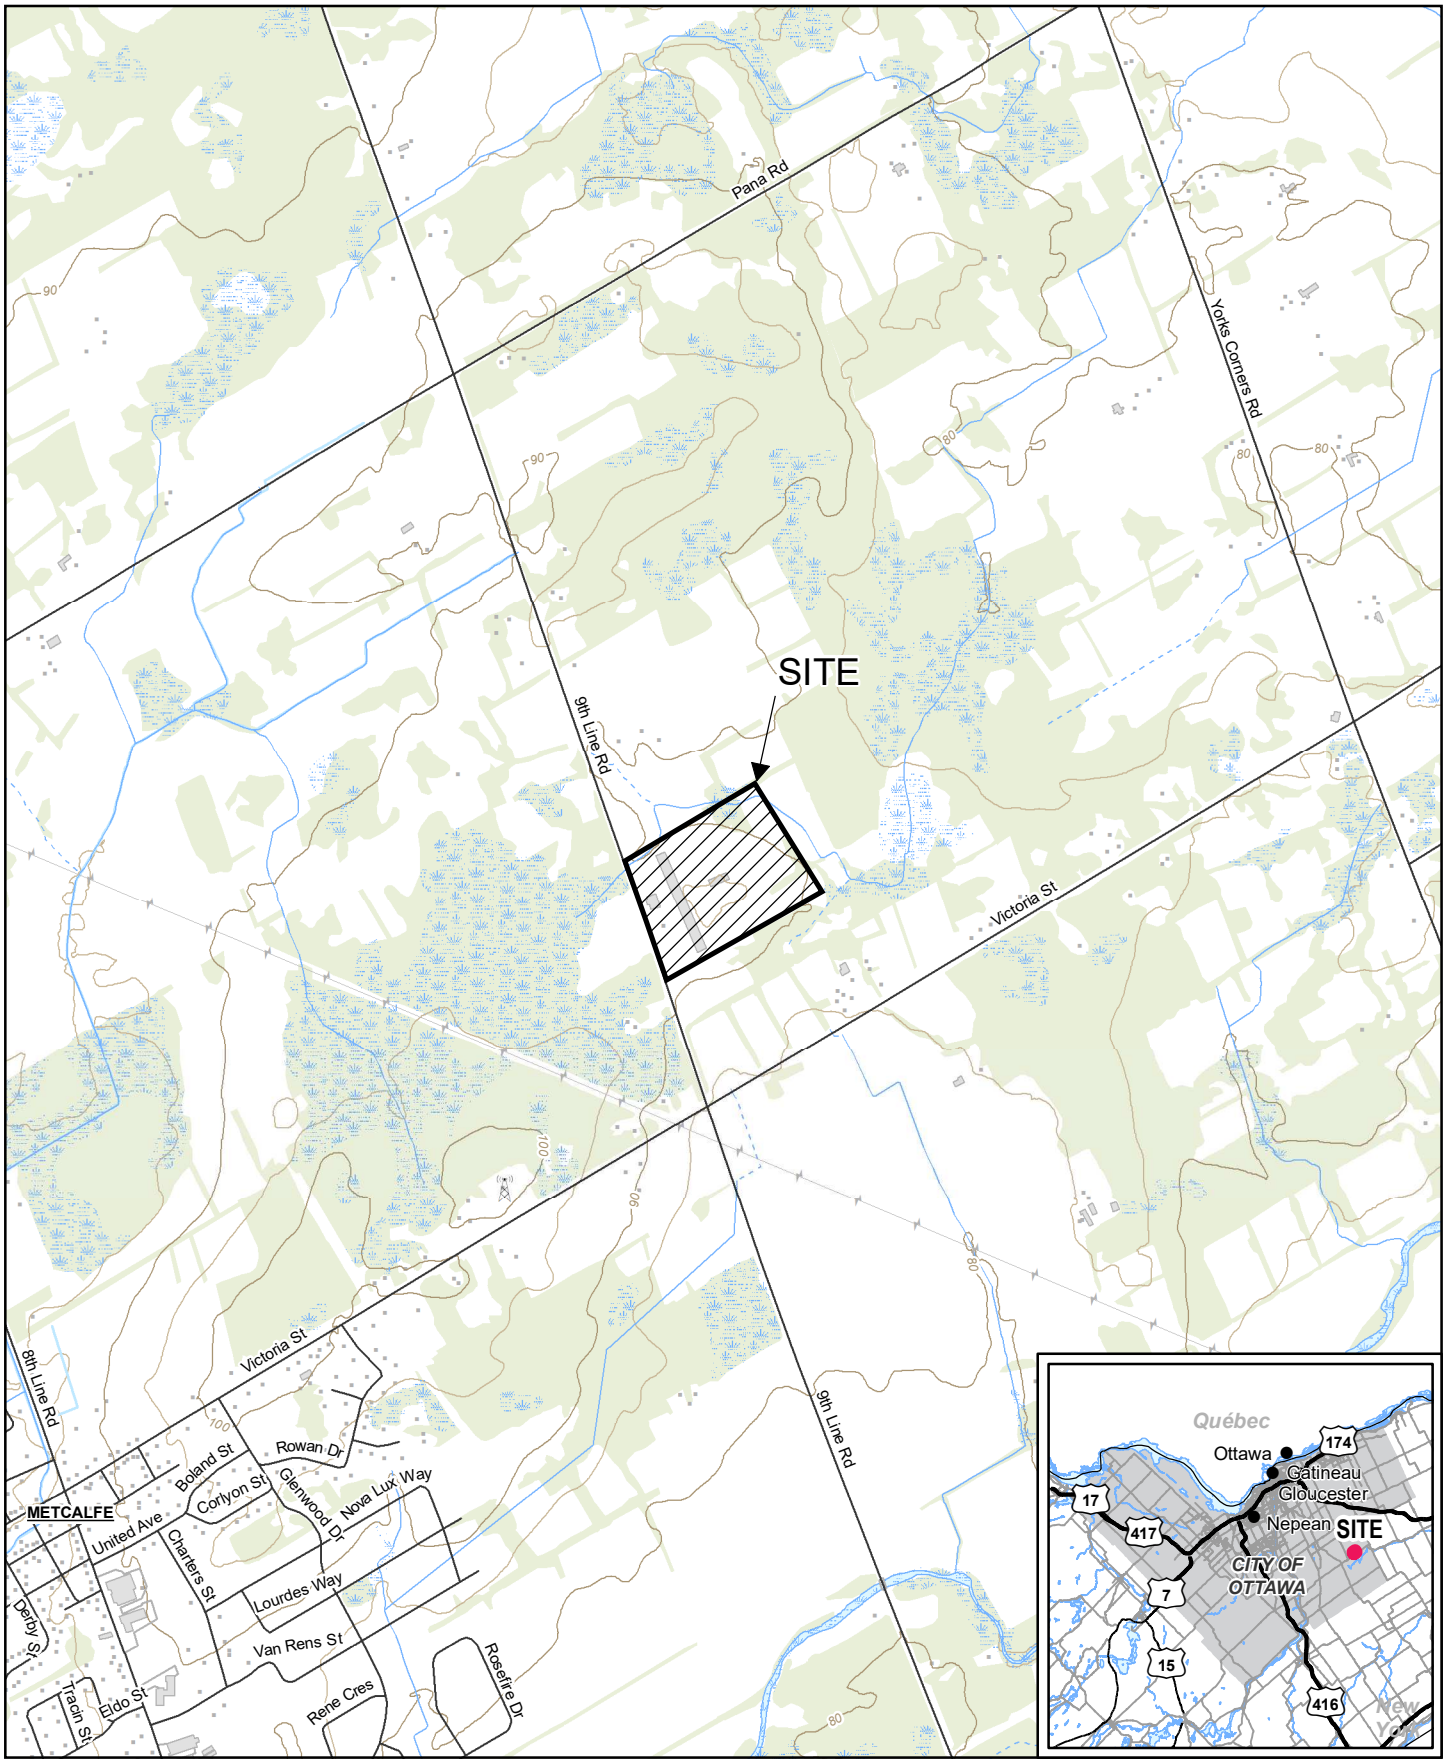 Pana Rd
90
Yorks Corners Rd
80
80
80
90
SITE
9th Line Rd
Victoria St
100
90
80
Victoria St
8th Line Rd
9th Line Rd
100
Rowan Dr
Boland St
Corlyon St
Glenwood Dr
Nova Lux Way
METCALFE
United Ave
Charters St
Lourdes Way
Derby St
Van Rens St
Rosefire Dr
Tracin St
Eldo St
Rene Cres
80
Québec
174
Ottawa
Gatineau
Gloucester
17
Nepean
SITE
417
CITY OF
OTTAWA
7
15
416
New
York